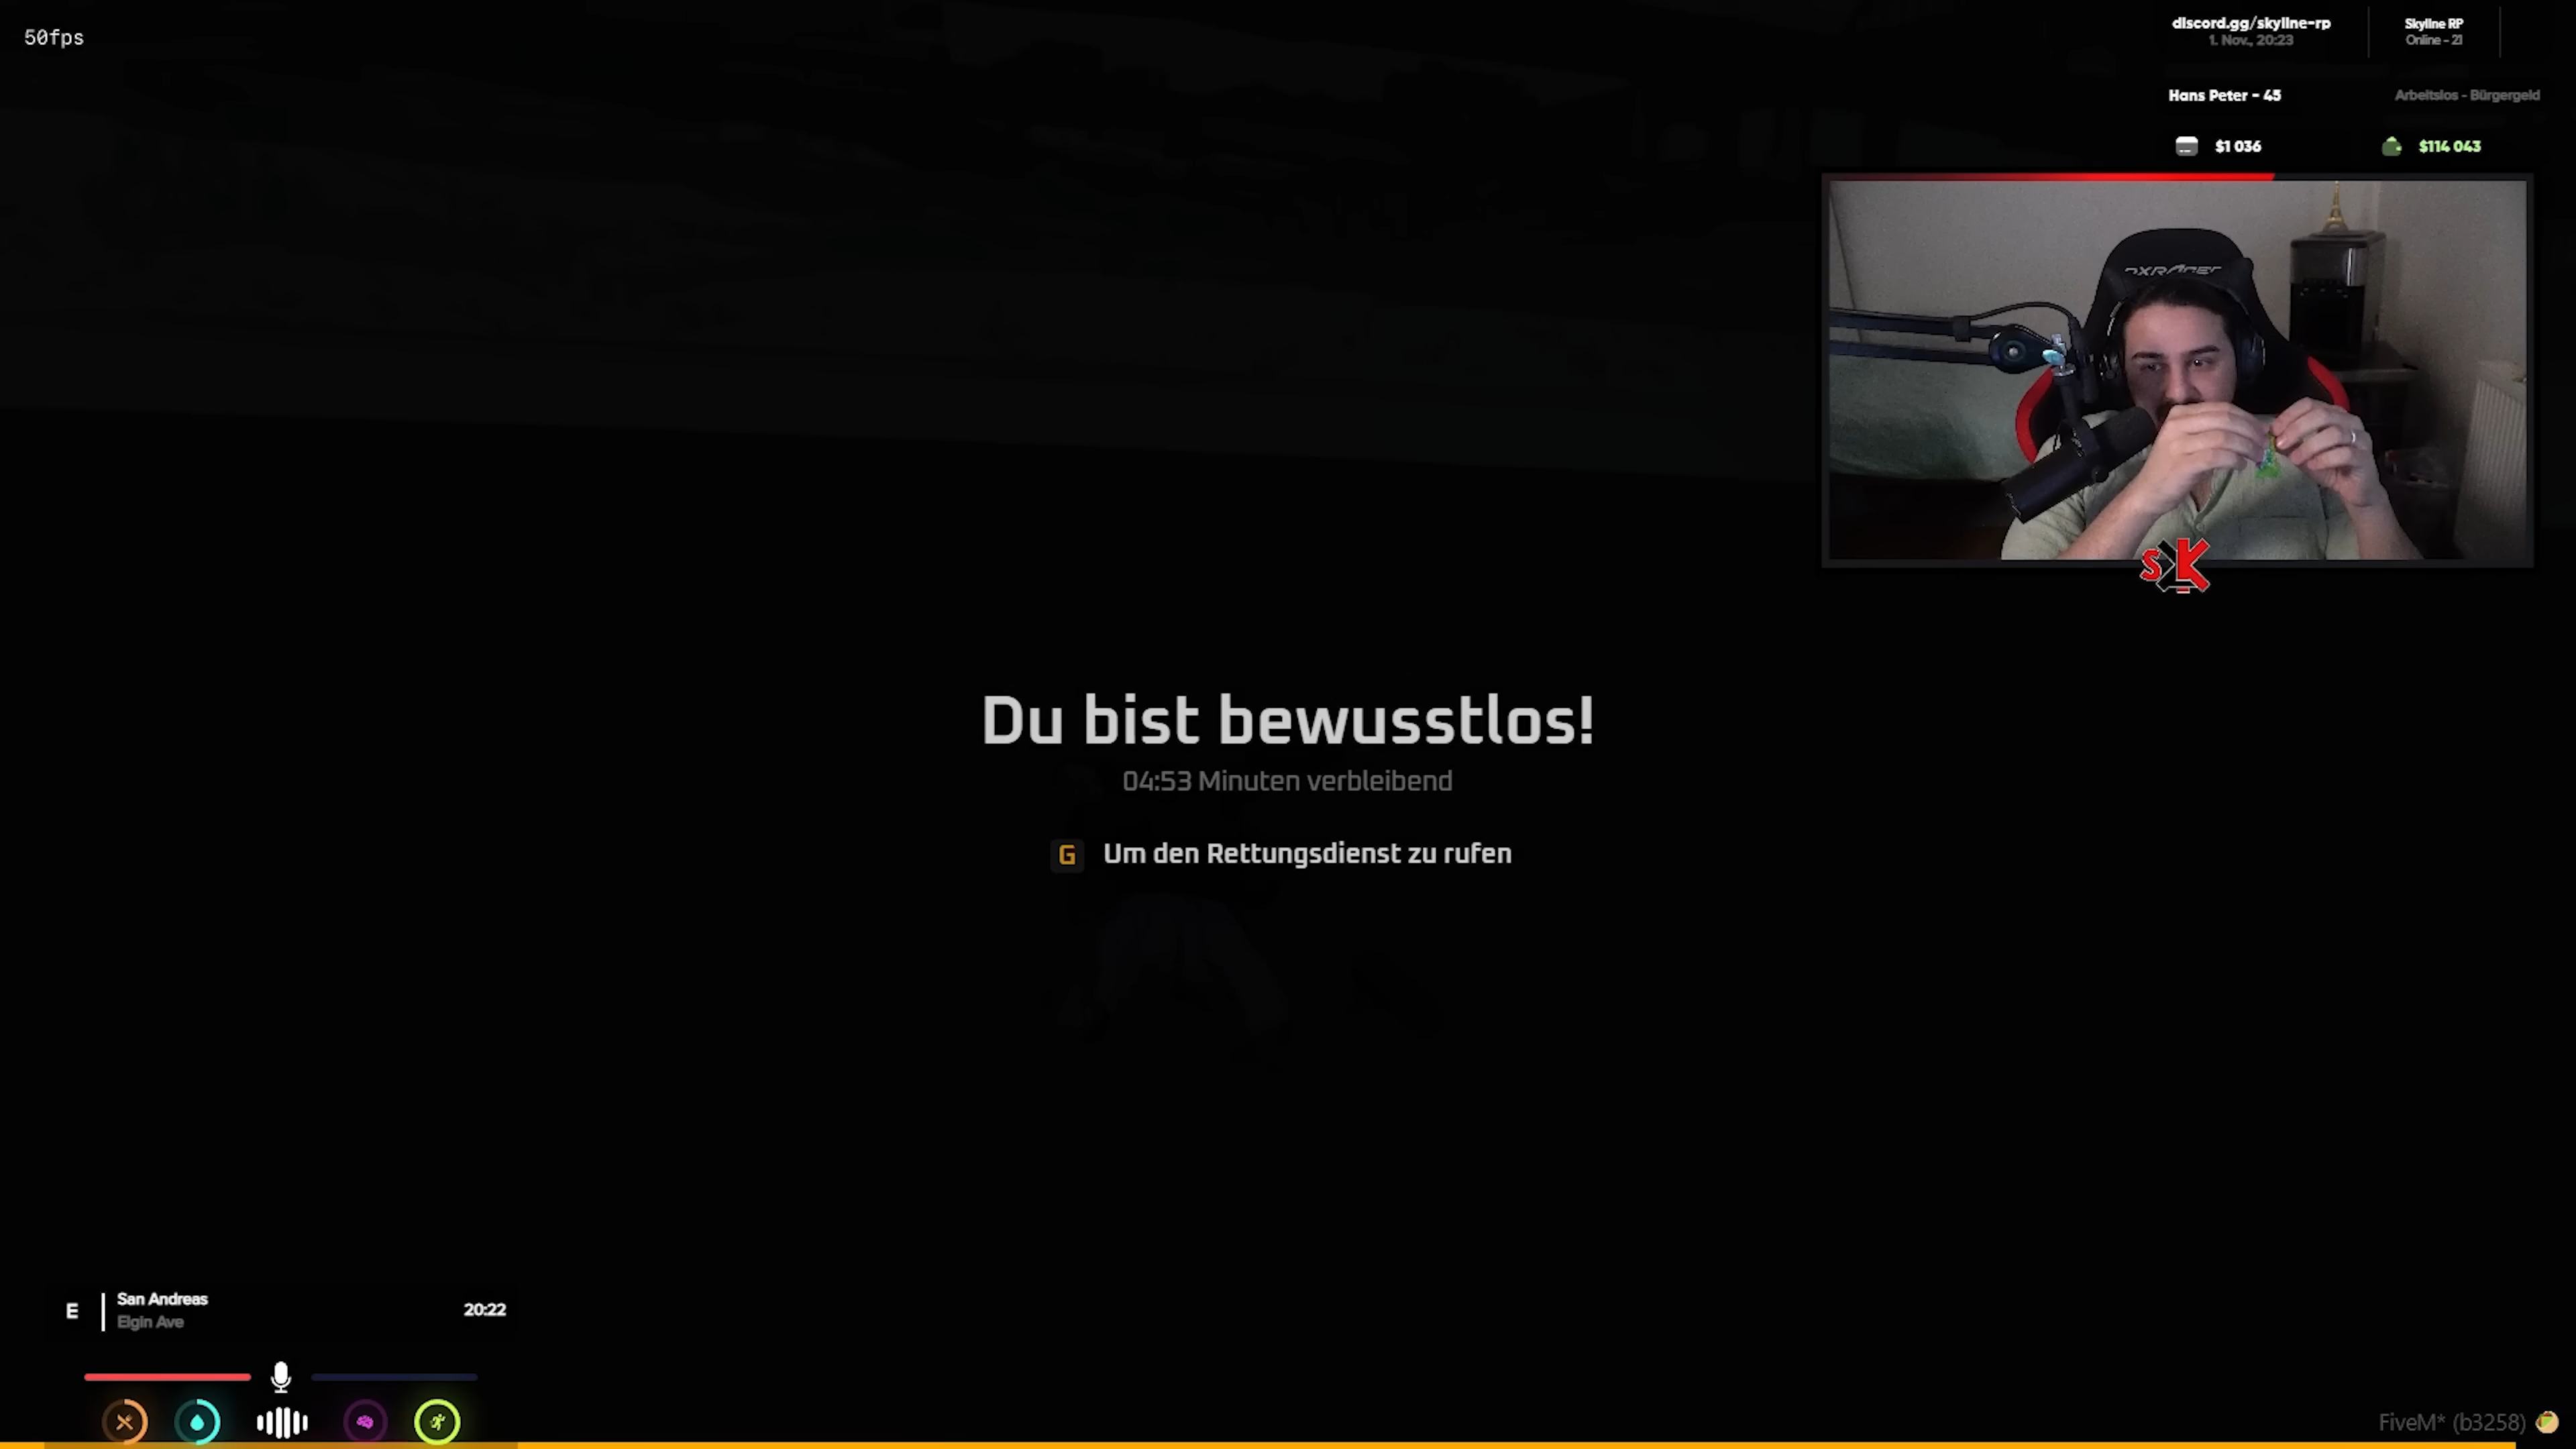 50fps
discord.gg/skyline-rp
1. Nov., 20:23
Skyline RP
Online - 21
Hans Peter - 45
Arbeitslos - Bürgergeld
$1 036
$114 043
DXRACER
SK
Du bist bewusstlos!
04:53 Minuten verbleibend
G Um den Rettungsdienst zu rufen
E
San Andreas
Elgin Ave
20:22
FiveM* (b3258)